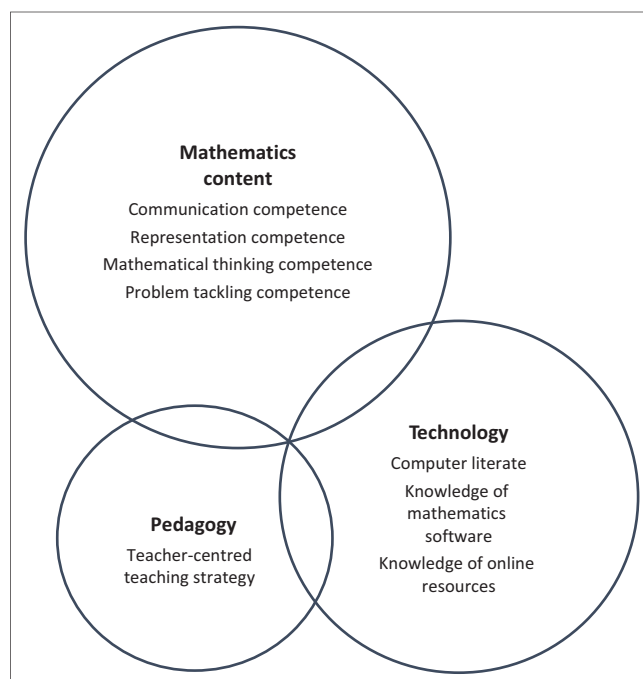 Mathematics
content
Communication competence
Representation competence
Mathematical thinking competence
Problem tackling competence
Technology
Computer literate
Knowledge of
mathematics
software
Knowledge of online
resources
Pedagogy
Teacher-centred
teaching strategy